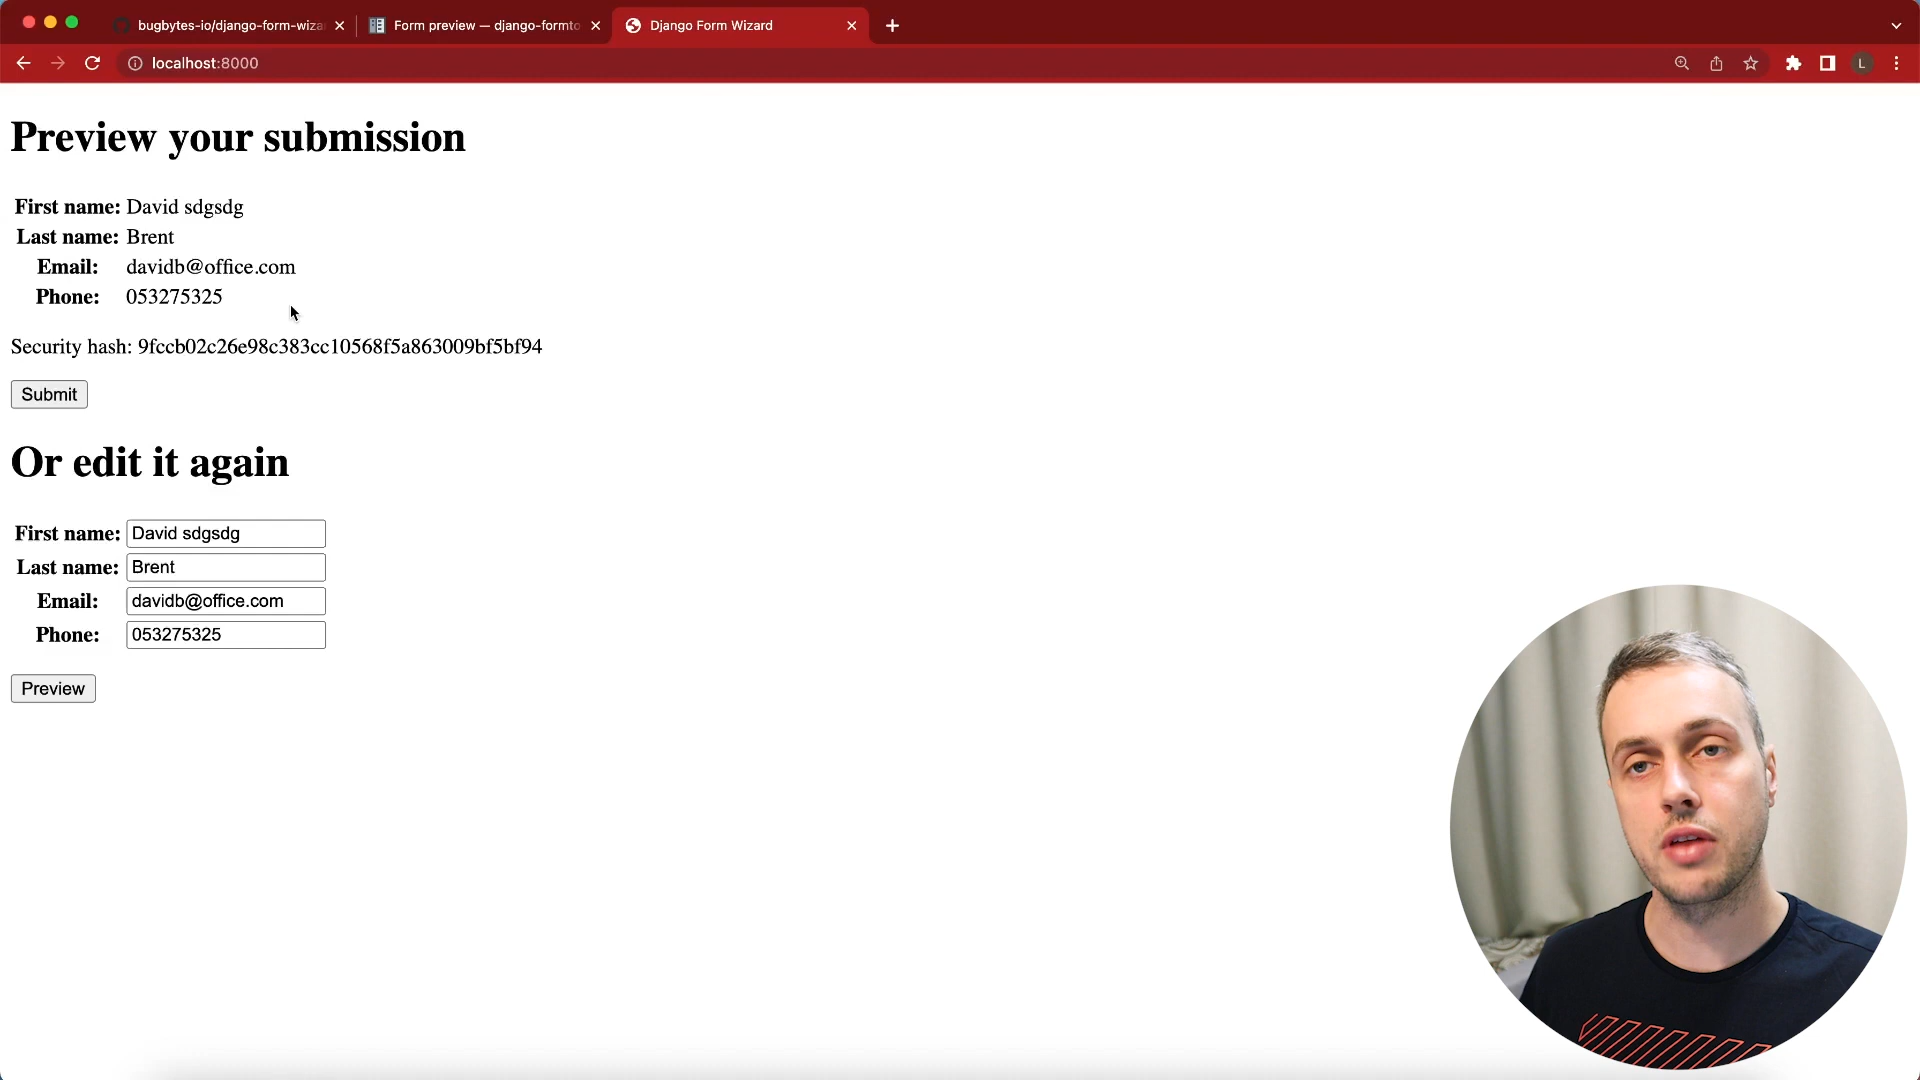 bugbytes-io/django-form-wiza
Form preview — django-formto
Django Form Wizard
localhost:8000
L
Preview your submission
First name: David sdgsdg
Last name: Brent
Email: davidb@office.com
Phone: 053275325
Security hash: 9fccb02c26e98c383cc10568f5a863009bf5bf94
Submit
Or edit it again
First name: David sdgsdg
Last name: Brent
Email: davidb@office.com
Phone: 053275325
Preview